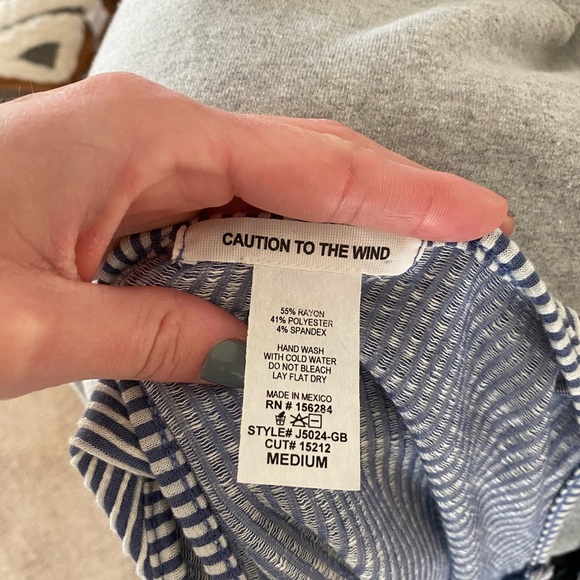 CAUTION TO THE WIND
55% RAYON
41% POLYESTER
4% SPANDEX
HAND WASH
WITH COLD WATER
DO NOT BLEACH
LAY FLAT DRY
MADE IN MEXICO
RN # 156284
STYLE# J5024-GB
CUT# 15212
MEDIUM